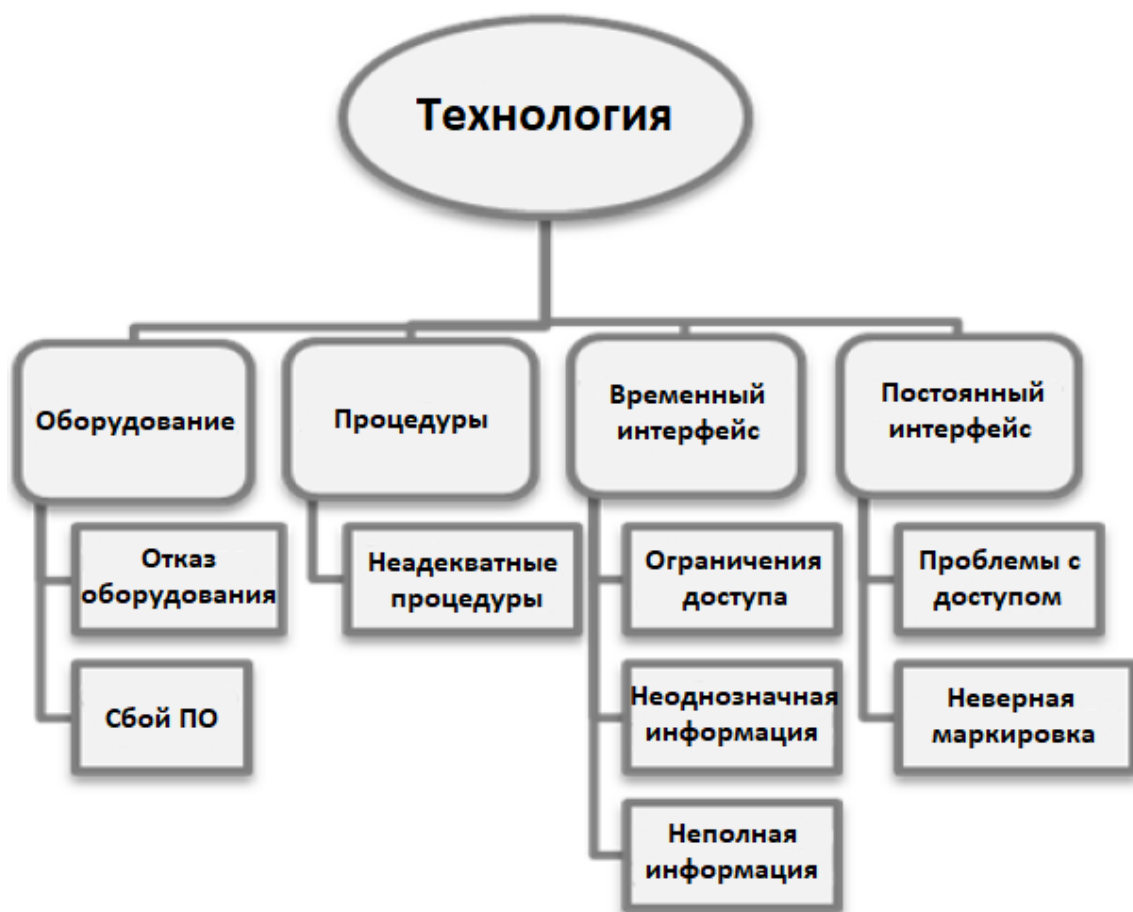 Технология
Оборудование
Процедуры
Временный
интерфейс
Постоянный
интерфейс
Отказ
оборудования
Сбой ПО
Неадекватные
процедуры
Ограничения
доступа
Неоднозначная
информация
Неполная
информация
Проблемы с
доступом
Неверная
маркировка